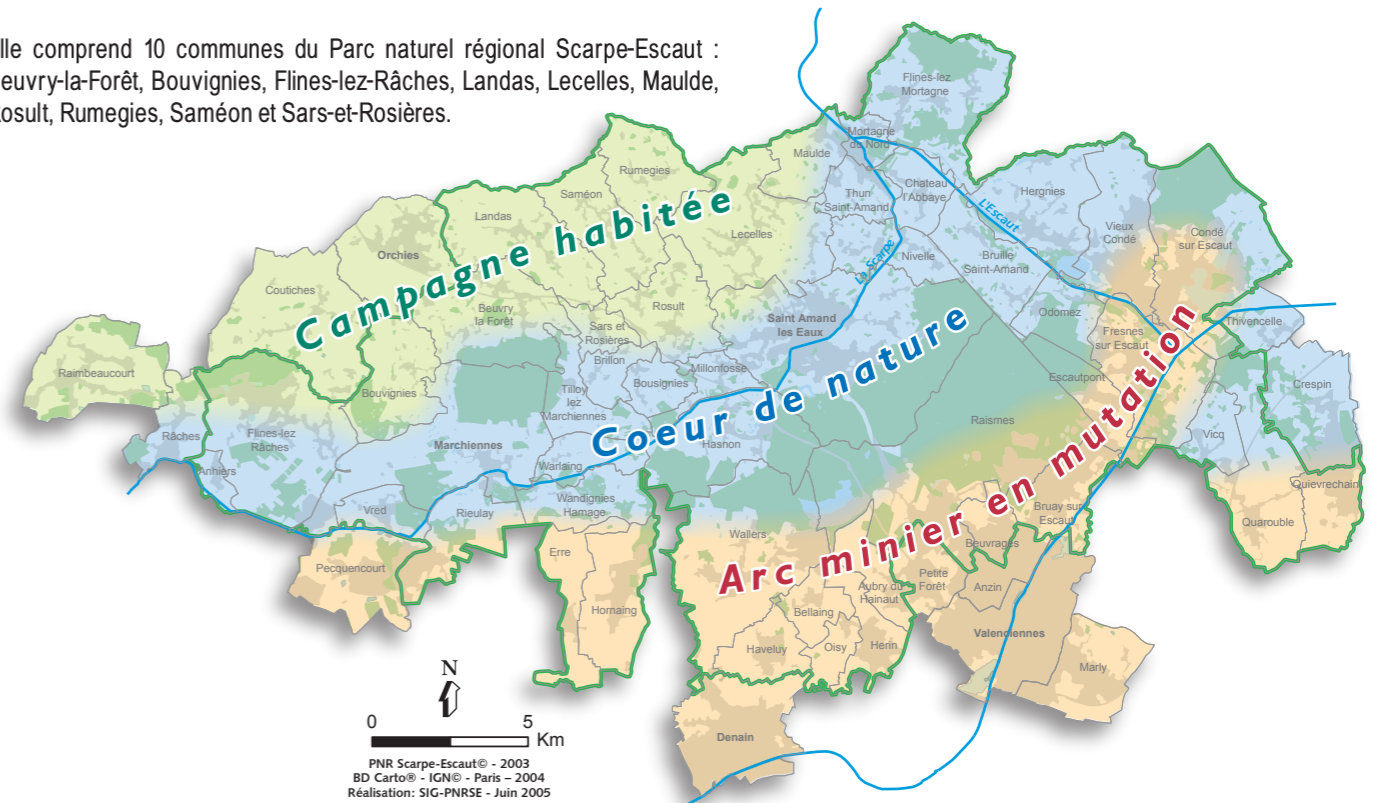 lle comprend 10 communes du Parc naturel régional Scarpe-Escaut :
euvry-la-Forêt, Bouvignies, Flines-lez-Râches, Landas, Lecelles, Maulde,
osult, Rumegies, Saméon et Sars-et-Rosières.
Flines-lez
Mortagne
Mortagne
du Nord
Maulde
Rumegies
Saméon
Thun
Saint-Amand
Chateau
l'Abbaye
Hergnies
Landas
L'Escaut
Lecelles
Vieux
Condé
Condé
sur Escaut
Orchies
La Scarpe
Nivelle
Bruille
Saint-Amand
Campagne habitée
Coutiches
Beuvry
la Forêt
Rosult
Saint Amand
les Eaux
Odomez
Sars et
Rosières
Fresnes
sur Escaut
Thivencelle
Brillon
Raimbeaucourt
Millonfosse
Bouvignies
Tilloy
lez
Marchiennes
Bousignies
Escautpont
Crespin
Coeur de nature
Raismes
Râches
Flines-lez
Râches
Marchiennes
Hasnon
Vicq
Anhiers
Warlaing
Arc minier en mutation
Wandignies
Hamage
Quievrechain
Vred
Rieulay
Bruay sur
Escaut
Quarouble
Wallers
Beuvrages
Erre
Pecquencourt
Aubry du
Hainaut
Petite
Forêt
Anzin
Hornaing
Bellaing
Valenciennes
Haveluy
Oisy
Herin
Marly
N
0 5
Km
Denain
PNR Scarpe-Escaut© - 2003
BD Carto® - IGN© - Paris – 2004
Réalisation: SIG-PNRSE - Juin 2005